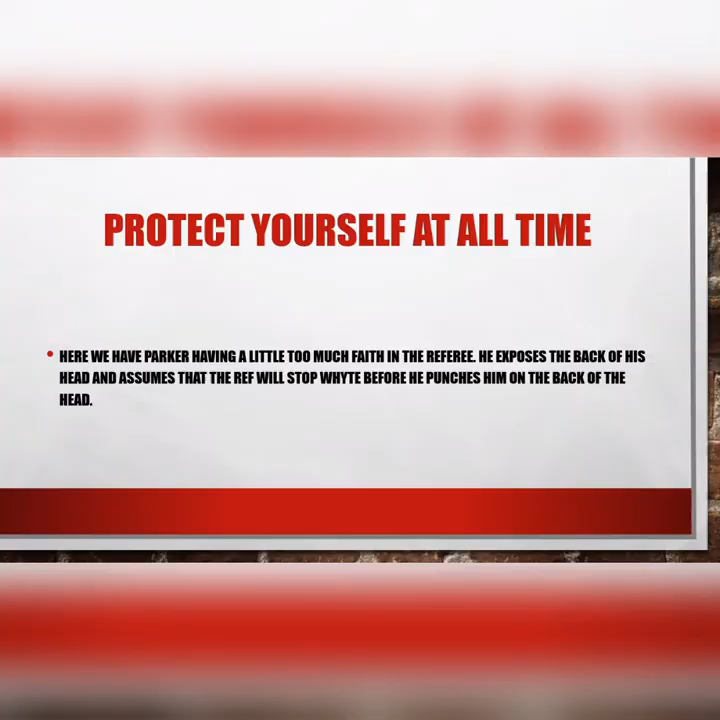 PROTECT YOURSELF AT ALL TIME
• HERE WE HAVE PARKER HAVING A LITTLE TOO MUCH FAITH IN THE REFEREE. HE EXPOSES THE BACK OF HIS
HEAD AND ASSUMES THAT THE REF WILL STOP WHYTE BEFORE HE PUNCHES HIM ON THE BACK OF THE
HEAD.